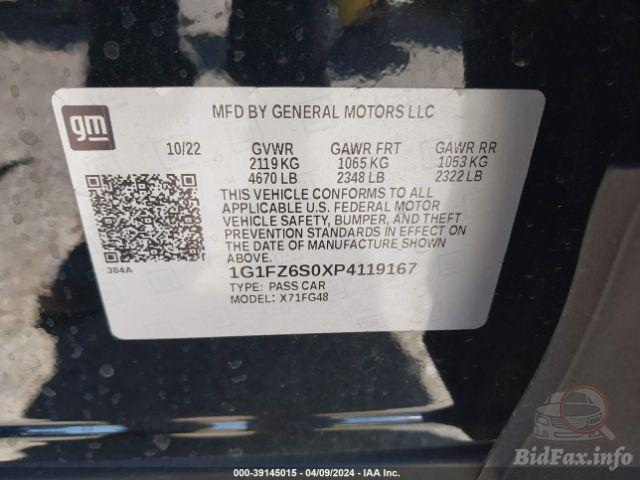 gm
MFD BY GENERAL MOTORS LLC
10/22 GVWR GAWR FRT GAWR RR
2119 KG 1065 KG 1053 KG
4670 LB 2348 LB 2322 LB
THIS VEHICLE CONFORMS TO ALL
APPLICABLE U.S. FEDERAL MOTOR
VEHICLE SAFETY, BUMPER, AND THEFT
PREVENTION STANDARDS IN EFFECT ON
THE DATE OF MANUFACTURE SHOWN
ABOVE.
384A
1G1FZ6S0XP4119167
TYPE: PASS CAR
MODEL: X71FG48
BidFax.info
000-39145015 - 04/09/2024 - IAA Inc.